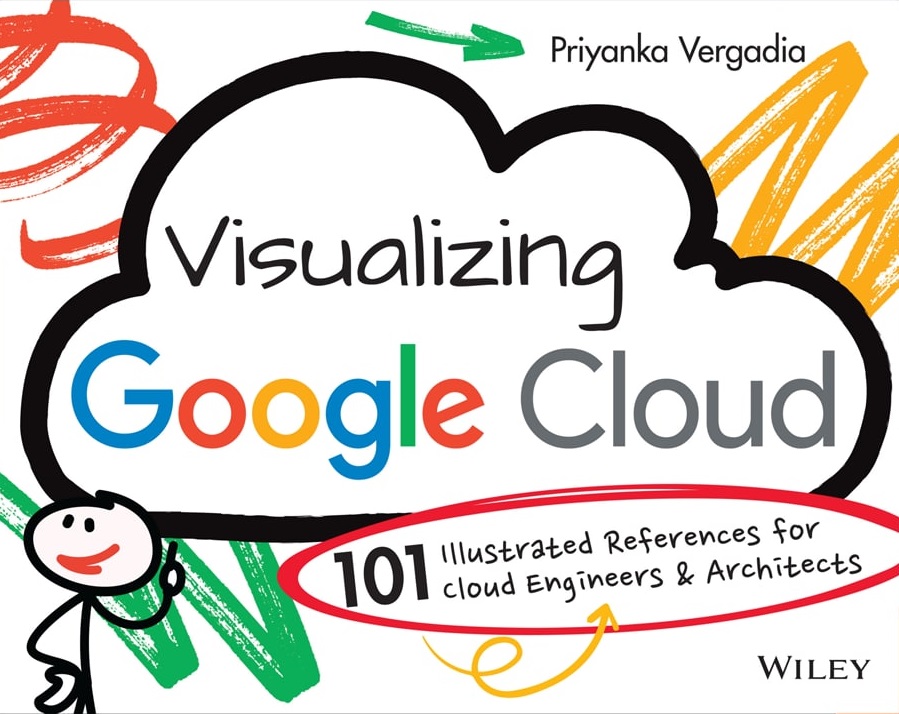 Priyanka Vergadia
Visualizing
Google Cloud
101 Illustrated References for
cloud Engineers & Architects
WILEY